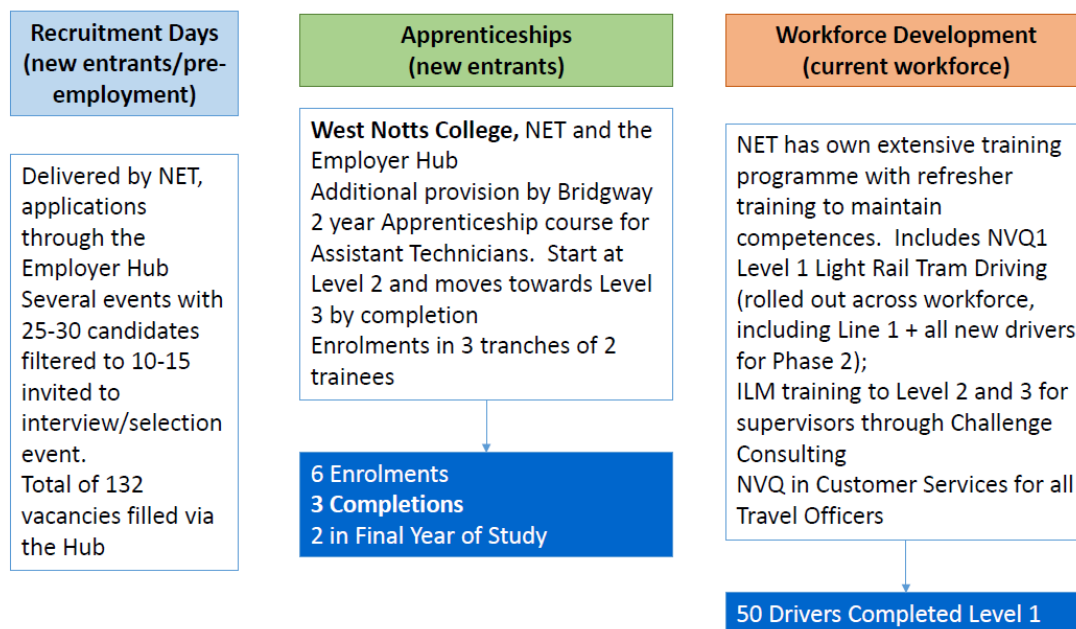 Recruitment Days
(new entrants/pre-
employment)
Delivered by NET,
applications
through the
Employer Hub
Several events with
25-30 candidates
filtered to 10-15
invited to
interview/selection
event.
Total of 132
vacancies filled via
the Hub
Apprenticeships
(new entrants)
West Notts College, NET and the
Employer Hub
Additional provision by Bridgway
2 year Apprenticeship course for
Assistant Technicians.  Start at
Level 2 and moves towards Level
3 by completion
Enrolments in 3 tranches of 2
trainees
6 Enrolments
3 Completions
2 in Final Year of Study
Workforce Development
(current workforce)
NET has own extensive training
programme with refresher
training to maintain
competences.  Includes NVQ1
Level 1 Light Rail Tram Driving
(rolled out across workforce,
including Line 1 + all new drivers
for Phase 2);
ILM training to Level 2 and 3 for
supervisors through Challenge
Consulting
NVQ in Customer Services for all
Travel Officers
50 Drivers Completed Level 1